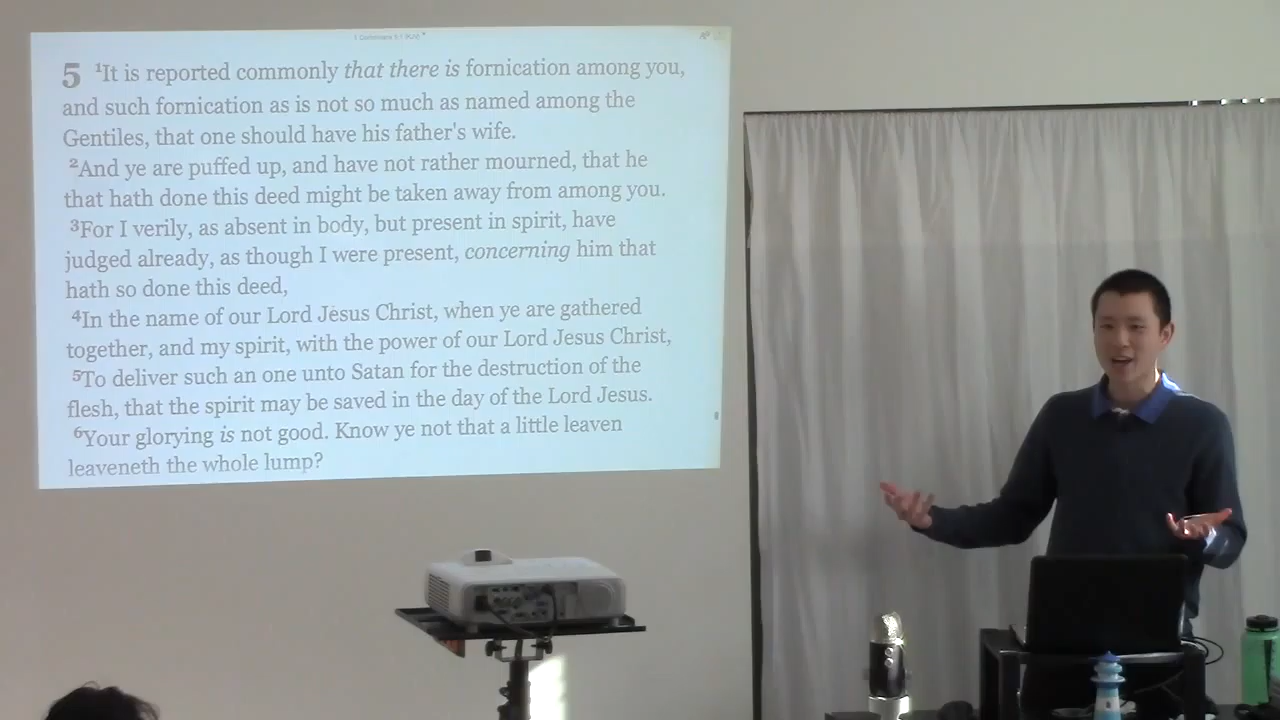 1 Corinthians 5:1 (KJV)
5 ¹It is reported commonly that there is fornication among you,
and such fornication as is not so much as named among the
Gentiles, that one should have his father's wife.
²And ye are puffed up, and have not rather mourned, that he
that hath done this deed might be taken away from among you.
³For I verily, as absent in body, but present in spirit, have
judged already, as though I were present, concerning him that
hath so done this deed,
⁴In the name of our Lord Jesus Christ, when ye are gathered
together, and my spirit, with the power of our Lord Jesus Christ,
⁵To deliver such an one unto Satan for the destruction of the
flesh, that the spirit may be saved in the day of the Lord Jesus.
⁶Your glorying is not good. Know ye not that a little leaven
leaveneth the whole lump?